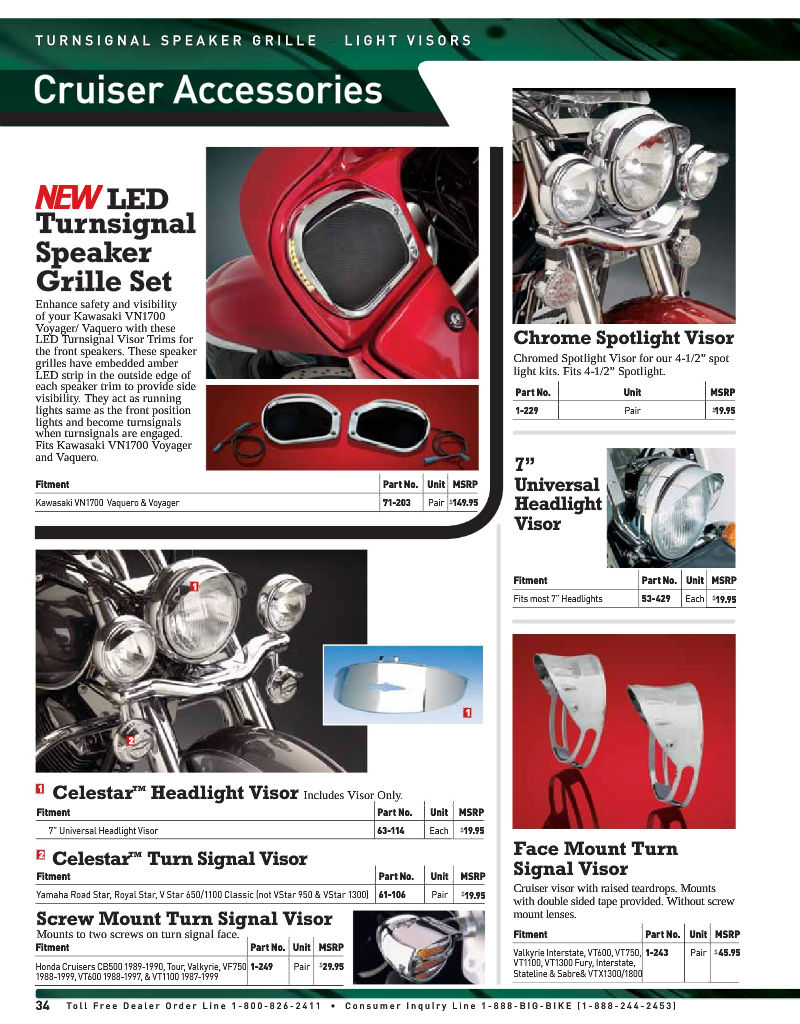 TURNSIGNAL SPEAKER GRILLE - LIGHT VISORS
Cruiser Accessories
NEW LED
Turnsignal
Speaker
Grille Set
Enhance safety and visibility
of your Kawasaki VN1700
Voyager/ Vaquero with these
LED Turnsignal Visor Trims for
the front speakers. These speaker
grilles have embedded amber
LED strip in the outside edge of
each speaker trim to provide side
visibility. They act as running
lights same as the front position
lights and become turnsignals
when turnsignals are engaged.
Fits Kawasaki VN1700 Voyager
and Vaquero.
Fitment Part No. Unit MSRP
Kawasaki VN1700 Vaquero & Voyager 71-203 Pair $149.95
Chrome Spotlight Visor
Chromed Spotlight Visor for our 4-1/2” spot
light kits. Fits 4-1/2” Spotlight.
Part No. Unit MSRP
1-229 Pair $19.95
7”
Universal
Headlight
Visor
Fitment Part No. Unit MSRP
Fits most 7” Headlights 53-429 Each $19.95
1
2
1
1 Celestar™ Headlight Visor Includes Visor Only.
Fitment Part No. Unit MSRP
7” Universal Headlight Visor 63-114 Each $19.95
2 Celestar™ Turn Signal Visor
Fitment Part No. Unit MSRP
Yamaha Road Star, Royal Star, V Star 650/1100 Classic (not VStar 950 & VStar 1300) 61-106 Pair $19.95
Screw Mount Turn Signal Visor
Mounts to two screws on turn signal face.
Fitment Part No. Unit MSRP
Honda Cruisers CB500 1989-1990, Tour, Valkyrie, VF750 1-249 Pair $29.95
1988-1999, VT600 1988-1997, & VT1100 1987-1999
Face Mount Turn
Signal Visor
Cruiser visor with raised teardrops. Mounts
with double sided tape provided. Without screw
mount lenses.
Fitment Part No. Unit MSRP
Valkyrie Interstate, VT600, VT750, 1-243 Pair $45.95
VT1100, VT1300 Fury, Interstate,
Stateline & Sabre& VTX1300/1800
34 Toll Free Dealer Order Line 1-800-826-2411 • Consumer Inquiry Line 1-888-BIG-BIKE (1-888-244-2453)